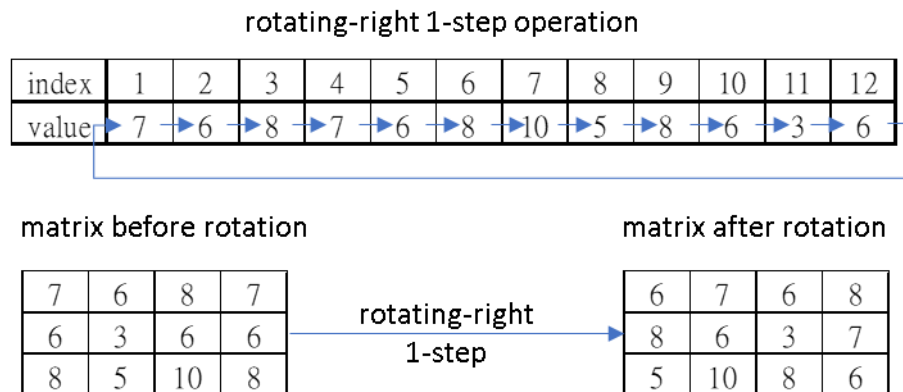 rotating-right 1-step operation
index 1 2 3 4 5 6 7 8 9 10 11 12
value 7 6 8 7 6 8 10 5 8 6 3 6
matrix before rotation matrix after rotation
7 6 8 7 6 7 6 8
rotating-right
6 3 6 6 8 6 3 7
1-step
8 5 10 8 5 10 8 6